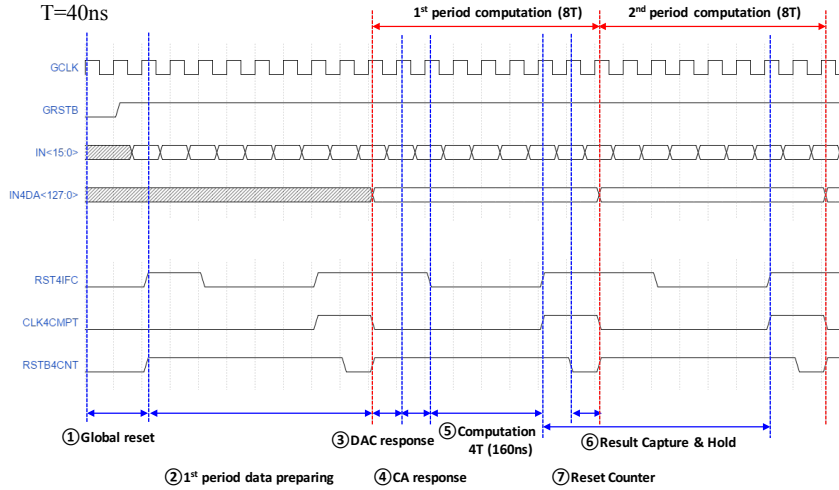 T=40ns
1st period computation (8T)
2nd period computation (8T)
GCLK
GRSTB
IN<15:0>
IN4DA<127:0>
RST4IFC
CLK4CMPT
RSTB4CNT
①Global reset
③DAC response
⑤Computation
4T (160ns)
⑥Result Capture & Hold
②1st period data preparing
④CA response
⑦Reset Counter